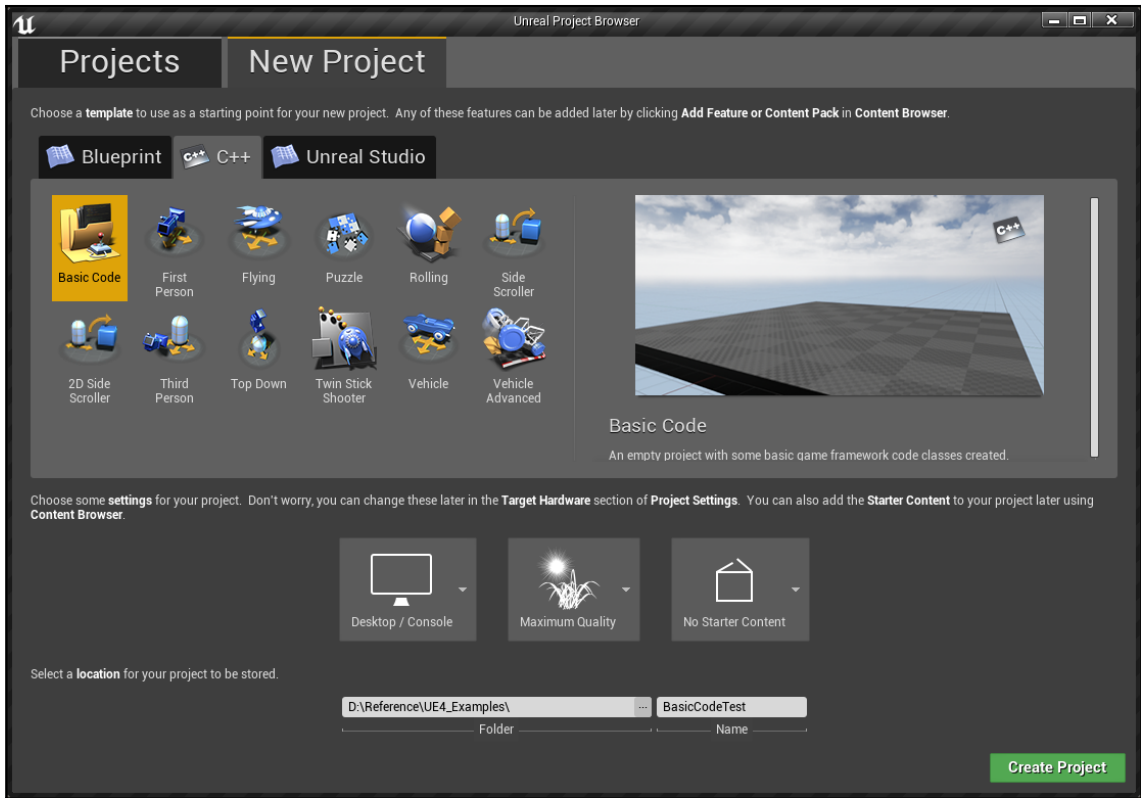 Unreal Project Browser
Projects
New Project
Choose a template to use as a starting point for your new project. Any of these features can be added later by clicking Add Feature or Content Pack in Content Browser.
Blueprint
C++
C++
Unreal Studio
Basic Code
First
Person
Flying
Puzzle
Rolling
Side
Scroller
2D Side
Scroller
Third
Person
Top Down
Twin Stick
Shooter
Vehicle
Vehicle
Advanced
C++
Basic Code
An empty project with some basic game framework code classes created.
Choose some settings for your project. Don't worry, you can change these later in the Target Hardware section of Project Settings. You can also add the Starter Content to your project later using
Content Browser.
Desktop / Console
Maximum Quality
No Starter Content
Select a location for your project to be stored.
D:\Reference\UE4_Examples\
...
BasicCodeTest
Folder
Name
Create Project